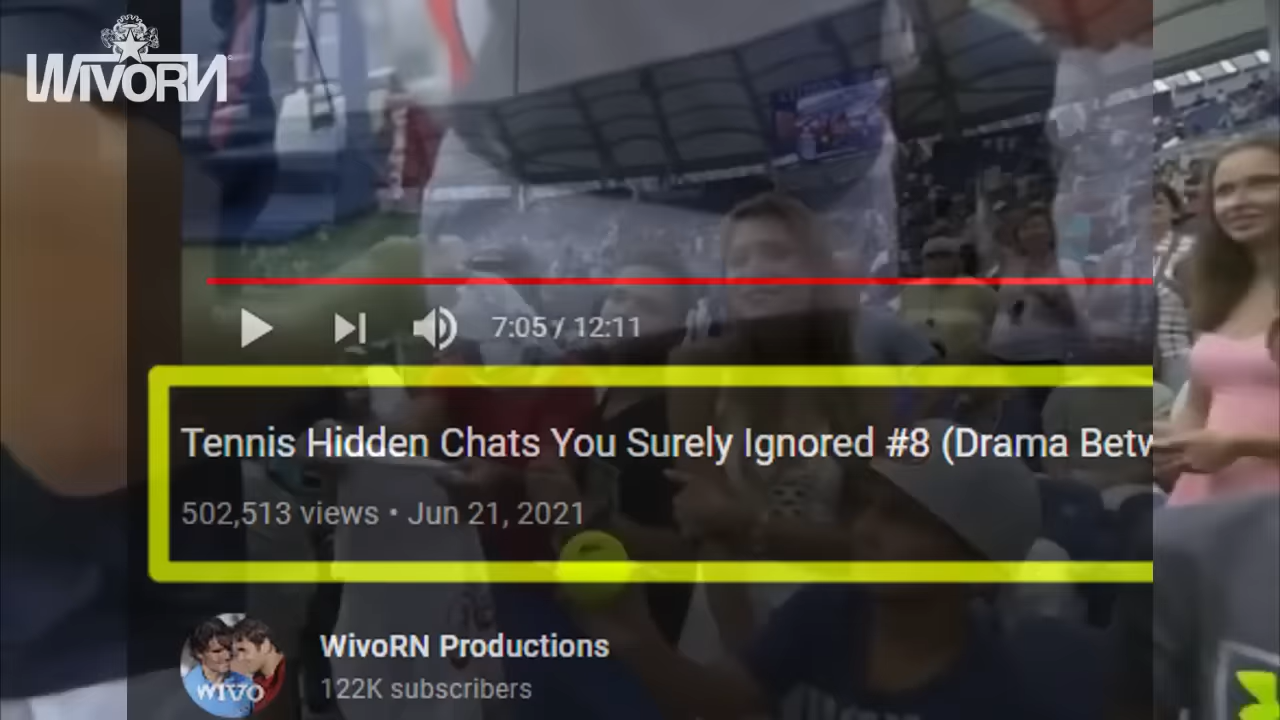 WIVORN
7:05 / 12:11
Tennis Hidden Chats You Surely Ignored #8 (Drama Betw
502,513 views • Jun 21, 2021
WivoRN Productions
WIVO
122K subscribers